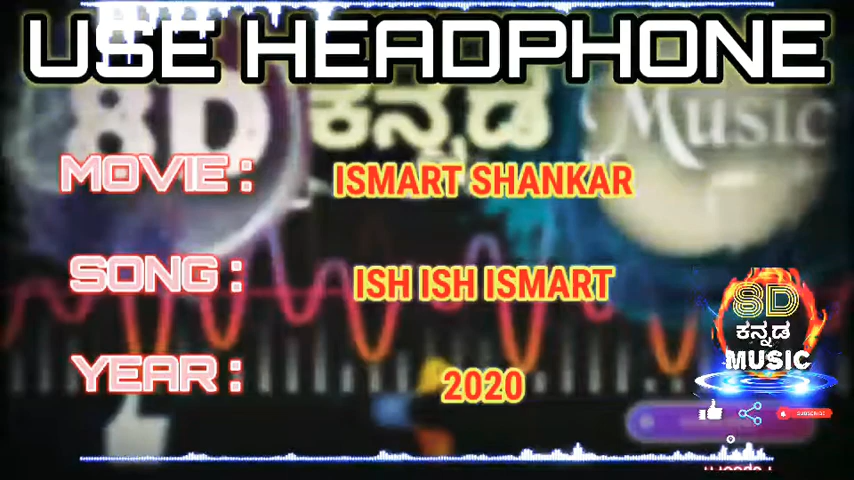 USE HEADPHONE
8D ಕನ್ನಡ Music
MOVIE : ISMART SHANKAR
SONG : ISH ISH ISMART
YEAR : 2020
8D
ಕನ್ನಡ
MUSIC
SUBSCRIBE